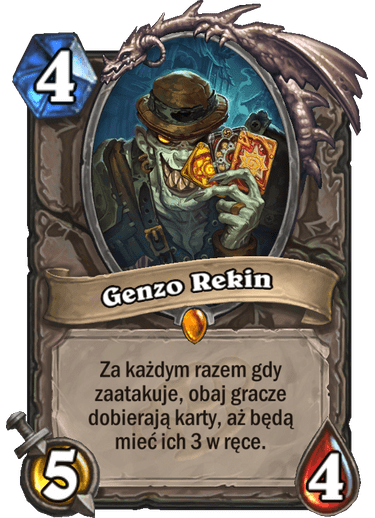 4
Genzo Rekin
Za każdym razem gdy
zaatakuje, obaj gracze
dobierają karty, aż będą
mieć ich 3 w ręce.
5
4